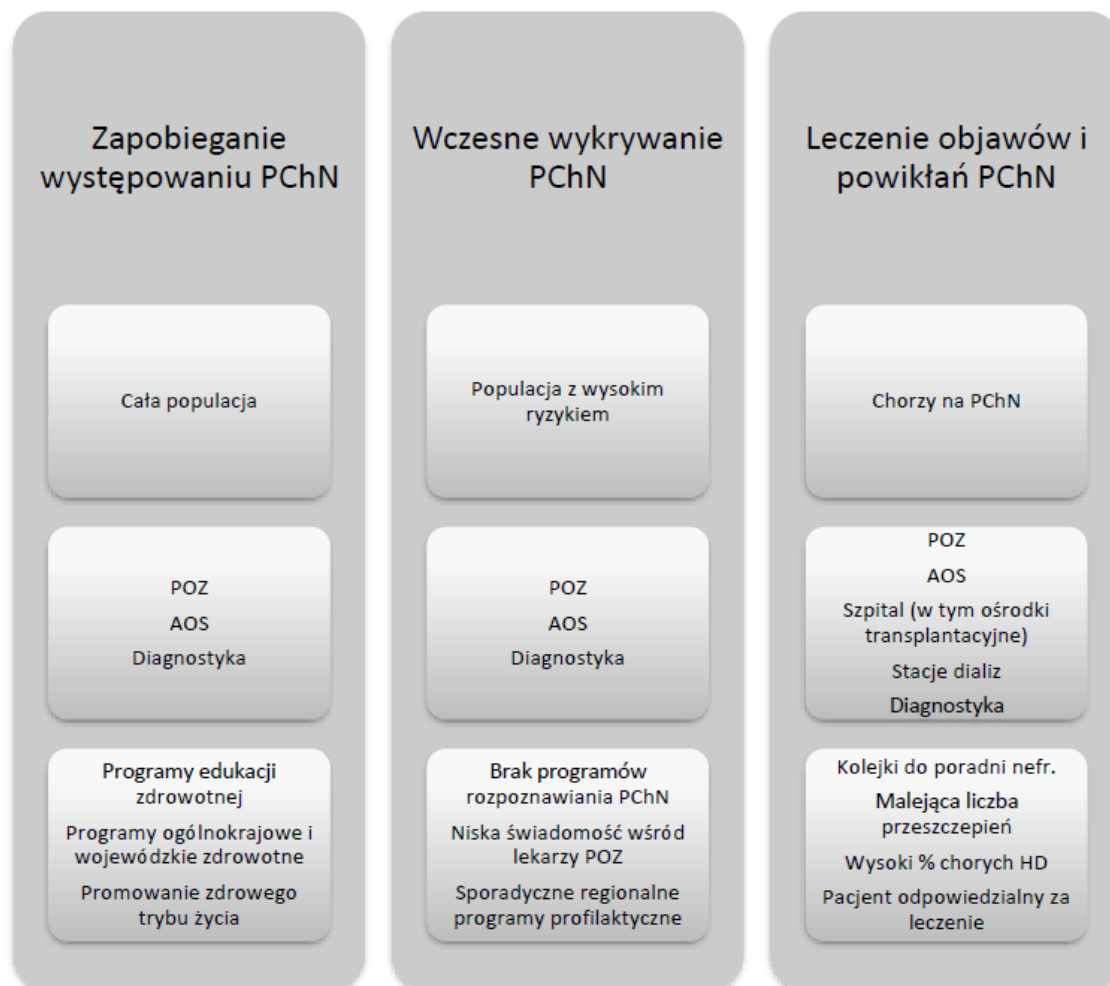 Zapobieganie
występowaniu PChN
Cała populacja
POZ
AOS
Diagnostyka
Programy edukacji
zdrowotnej
Programy ogólnokrajowe i
wojewódzkie zdrowotne
Promowanie zdrowego
trybu życia
Wczesne wykrywanie
PChN
Populacja z wysokim
ryzykiem
POZ
AOS
Diagnostyka
Brak programów
rozpoznawania PChN
Niska świadomość wśród
lekarzy POZ
Sporadyczne regionalne
programy profilaktyczne
Leczenie objawów i
powikłań PChN
Chorzy na PChN
POZ
AOS
Szpital (w tym ośrodki
transplantacyjne)
Stacje dializ
Diagnostyka
Kolejki do poradni nefr.
Malejąca liczba
przeszczepień
Wysoki % chorych HD
Pacjent odpowiedzialny za
leczenie